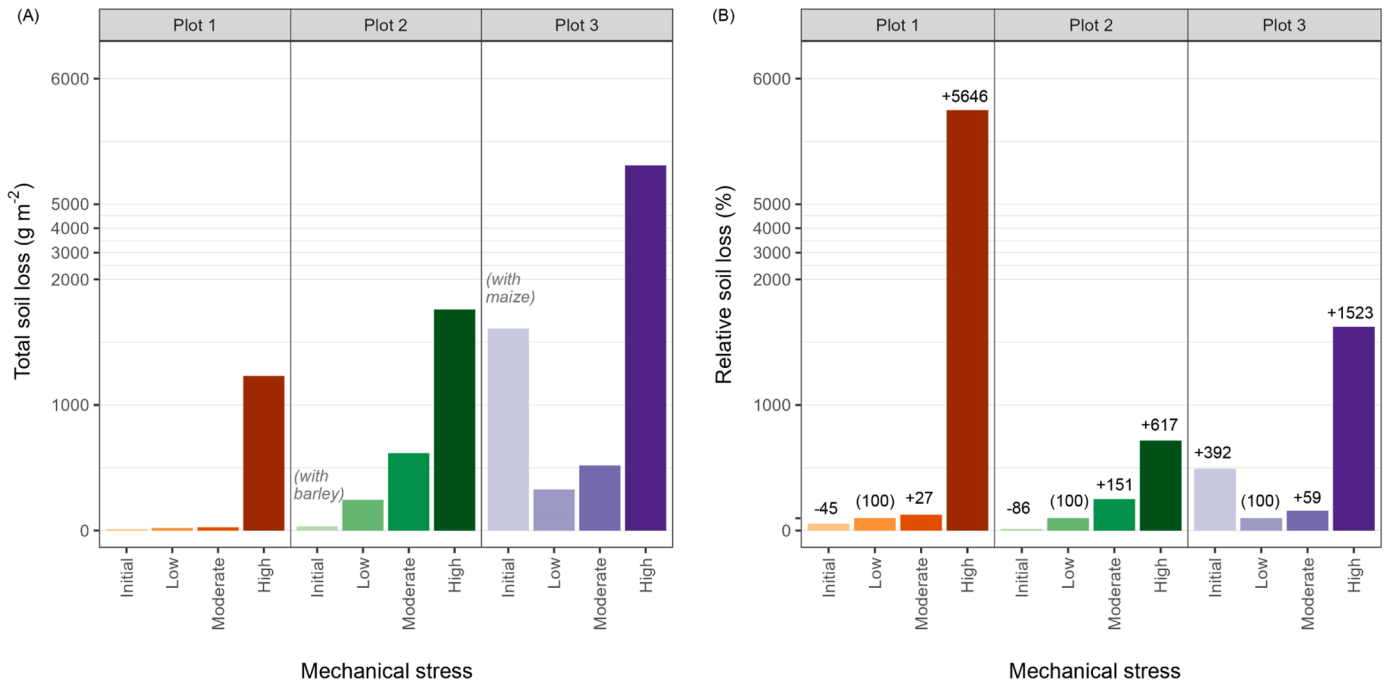 (A)
Plot 1
Plot 2
Plot 3
Total soil loss (g m⁻²)
6000
5000
4000
3000
2000
1000
0
(with
barley)
(with
maize)
Initial
Low
Moderate
High
Initial
Low
Moderate
High
Initial
Low
Moderate
High
Mechanical stress
(B)
Plot 1
Plot 2
Plot 3
Relative soil loss (%)
6000
5000
4000
3000
2000
1000
0
-45
(100)
+27
+5646
-86
(100)
+151
+617
+392
(100)
+59
+1523
Initial
Low
Moderate
High
Initial
Low
Moderate
High
Initial
Low
Moderate
High
Mechanical stress